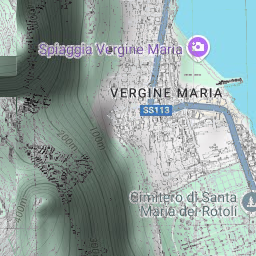 Spiaggia Vergine Maria
VERGINE MARIA
SS113
Cimitero di Santa
Maria dei Rotoli